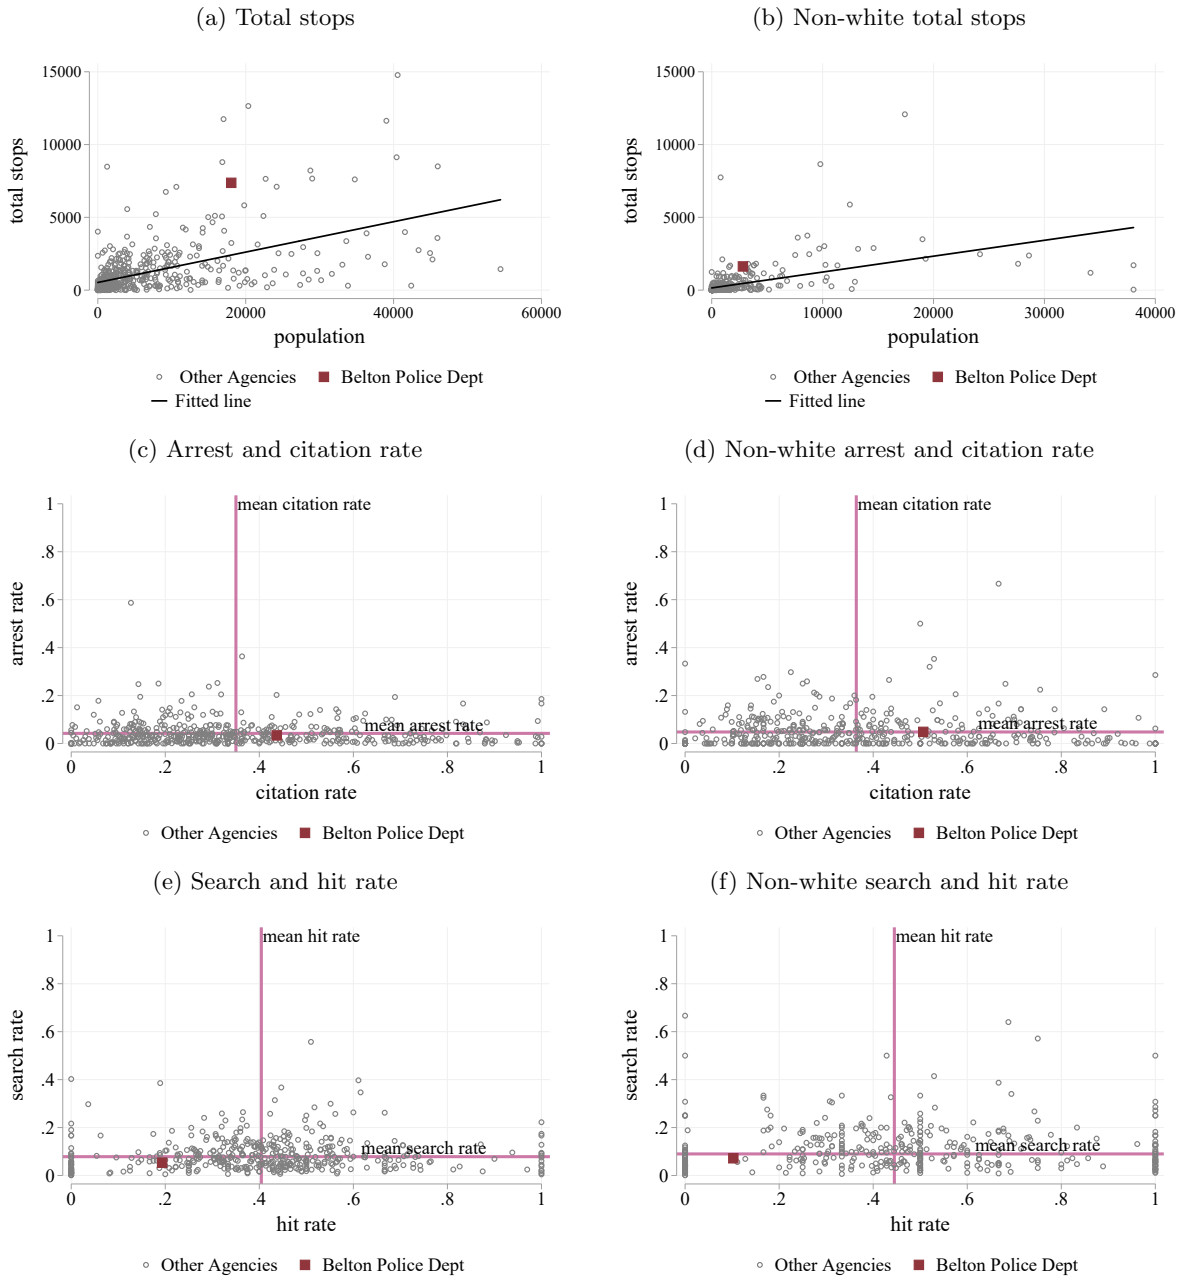 (a) Total stops
(b) Non-white total stops
15000
10000
5000
0
total stops
0 20000 40000 60000
population
Other Agencies Belton Police Dept
Fitted line
15000
10000
5000
0
total stops
0 10000 20000 30000 40000
population
Other Agencies Belton Police Dept
Fitted line
(c) Arrest and citation rate
(d) Non-white arrest and citation rate
mean citation rate
1
.8
.6
.4
.2
0
arrest rate
mean arrest rate
0 .2 .4 .6 .8 1
citation rate
Other Agencies Belton Police Dept
mean citation rate
1
.8
.6
.4
.2
0
arrest rate
mean arrest rate
0 .2 .4 .6 .8 1
citation rate
Other Agencies Belton Police Dept
(e) Search and hit rate
(f) Non-white search and hit rate
mean hit rate
1
.8
.6
.4
.2
0
search rate
mean search rate
0 .2 .4 .6 .8 1
hit rate
Other Agencies Belton Police Dept
mean hit rate
1
.8
.6
.4
.2
0
search rate
mean search rate
0 .2 .4 .6 .8 1
hit rate
Other Agencies Belton Police Dept